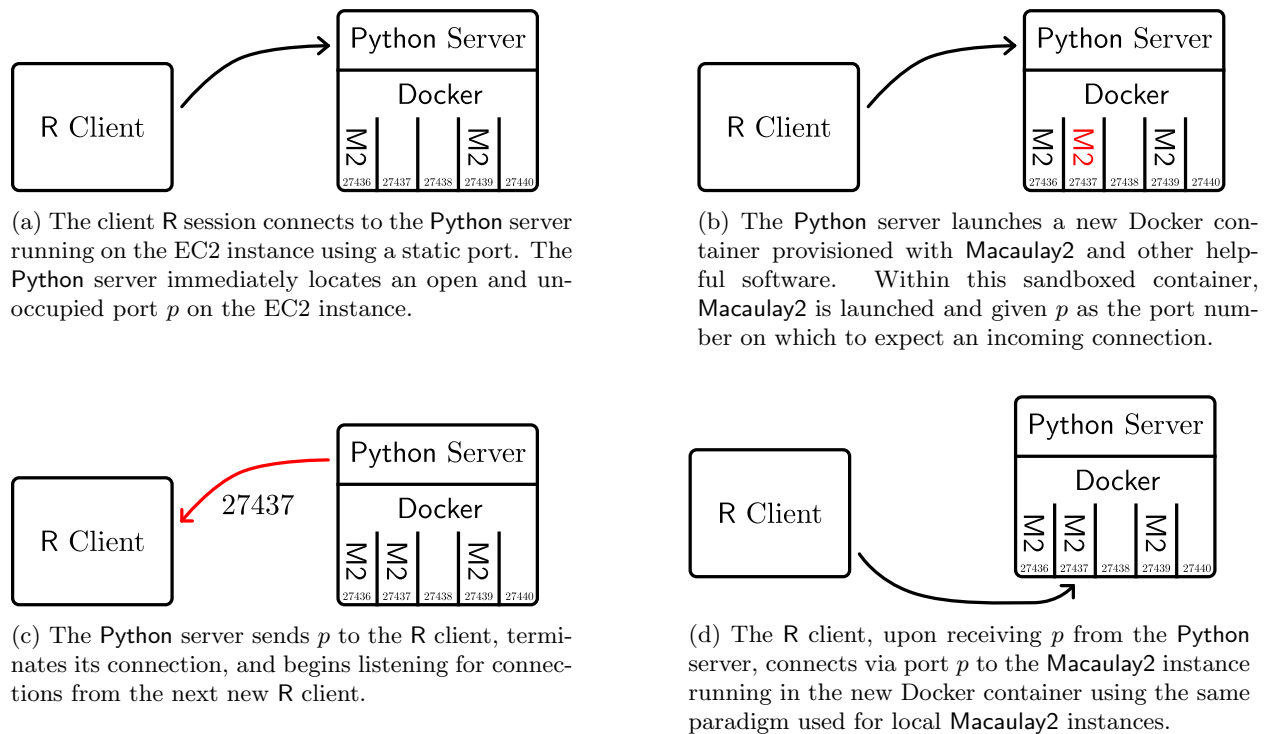 Python Server
Docker
R Client
M2
M2
27436 27437 27438 27439 27440
(a) The client R session connects to the Python server
running on the EC2 instance using a static port. The
Python server immediately locates an open and un-
occupied port p on the EC2 instance.
Python Server
Docker
R Client
M2
M2
M2
27436 27437 27438 27439 27440
(b) The Python server launches a new Docker con-
tainer provisioned with Macaulay2 and other help-
ful software. Within this sandboxed container,
Macaulay2 is launched and given p as the port num-
ber on which to expect an incoming connection.
Python Server
27437
Docker
R Client
M2
M2
M2
27436 27437 27438 27439 27440
(c) The Python server sends p to the R client, termi-
nates its connection, and begins listening for connec-
tions from the next new R client.
Python Server
Docker
R Client
M2
M2
M2
27436 27437 27438 27439 27440
(d) The R client, upon receiving p from the Python
server, connects via port p to the Macaulay2 instance
running in the new Docker container using the same
paradigm used for local Macaulay2 instances.